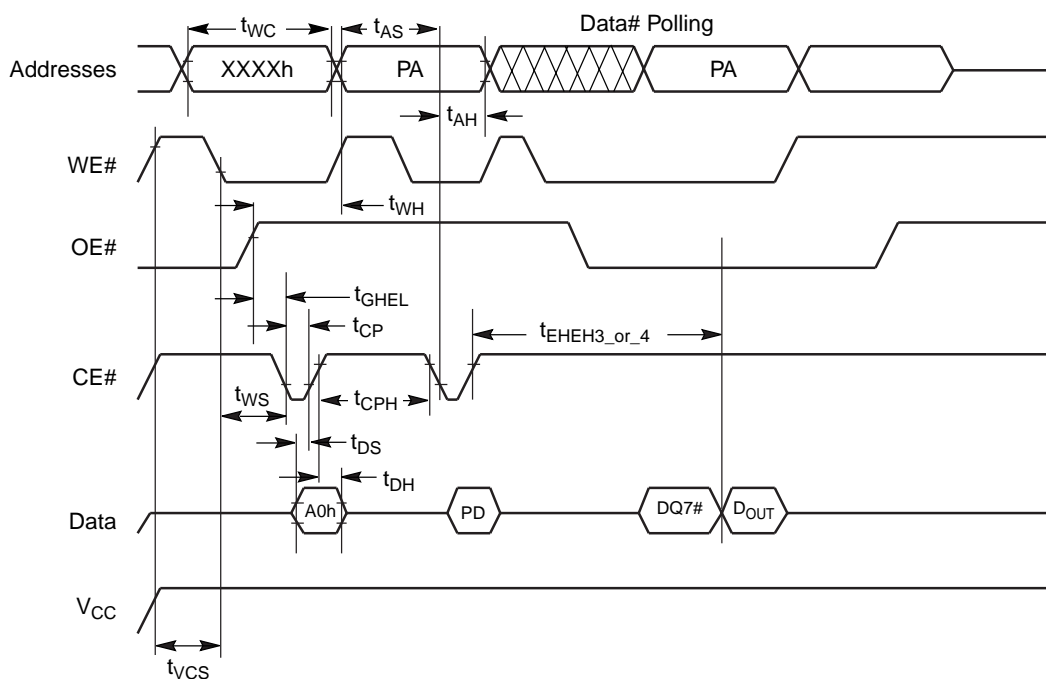 Data# Polling
tWC
tAS
Addresses
XXXXh
PA
PA
tAH
WE#
tWH
OE#
tGHEL
tCP
tEHEH3_or_4
CE#
tWS
tCPH
tDS
tDH
Data
A0h
PD
DQ7#
DOUT
VCC
tVCS